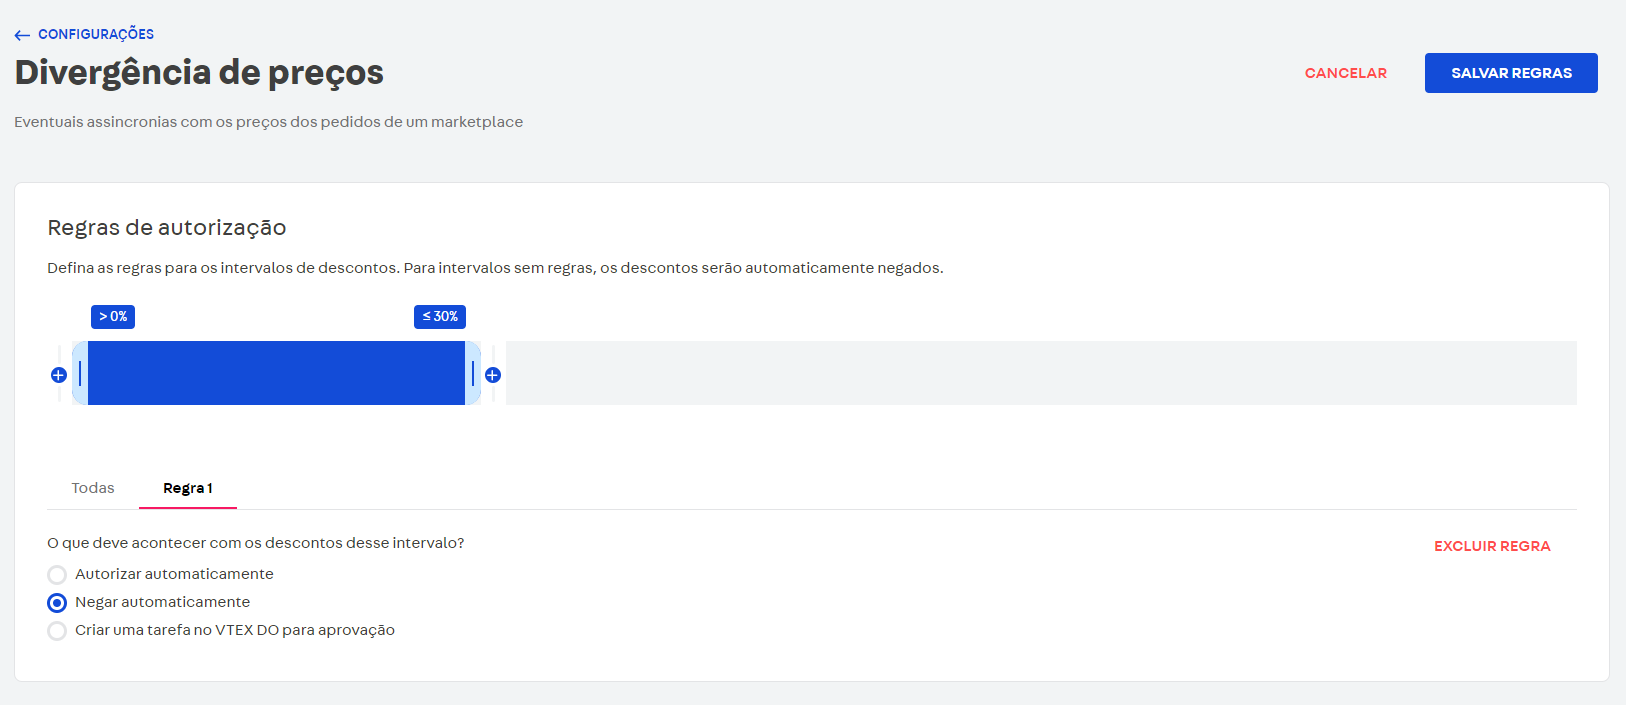 ← CONFIGURAÇÕES
Divergência de preços
CANCELAR
SALVAR REGRAS
Eventuais assincronias com os preços dos pedidos de um marketplace
Regras de autorização
Defina as regras para os intervalos de descontos. Para intervalos sem regras, os descontos serão automaticamente negados.
> 0%
≤ 30%
Todas
Regra 1
O que deve acontecer com os descontos desse intervalo?
EXCLUIR REGRA
Autorizar automaticamente
Negar automaticamente
Criar uma tarefa no VTEX DO para aprovação